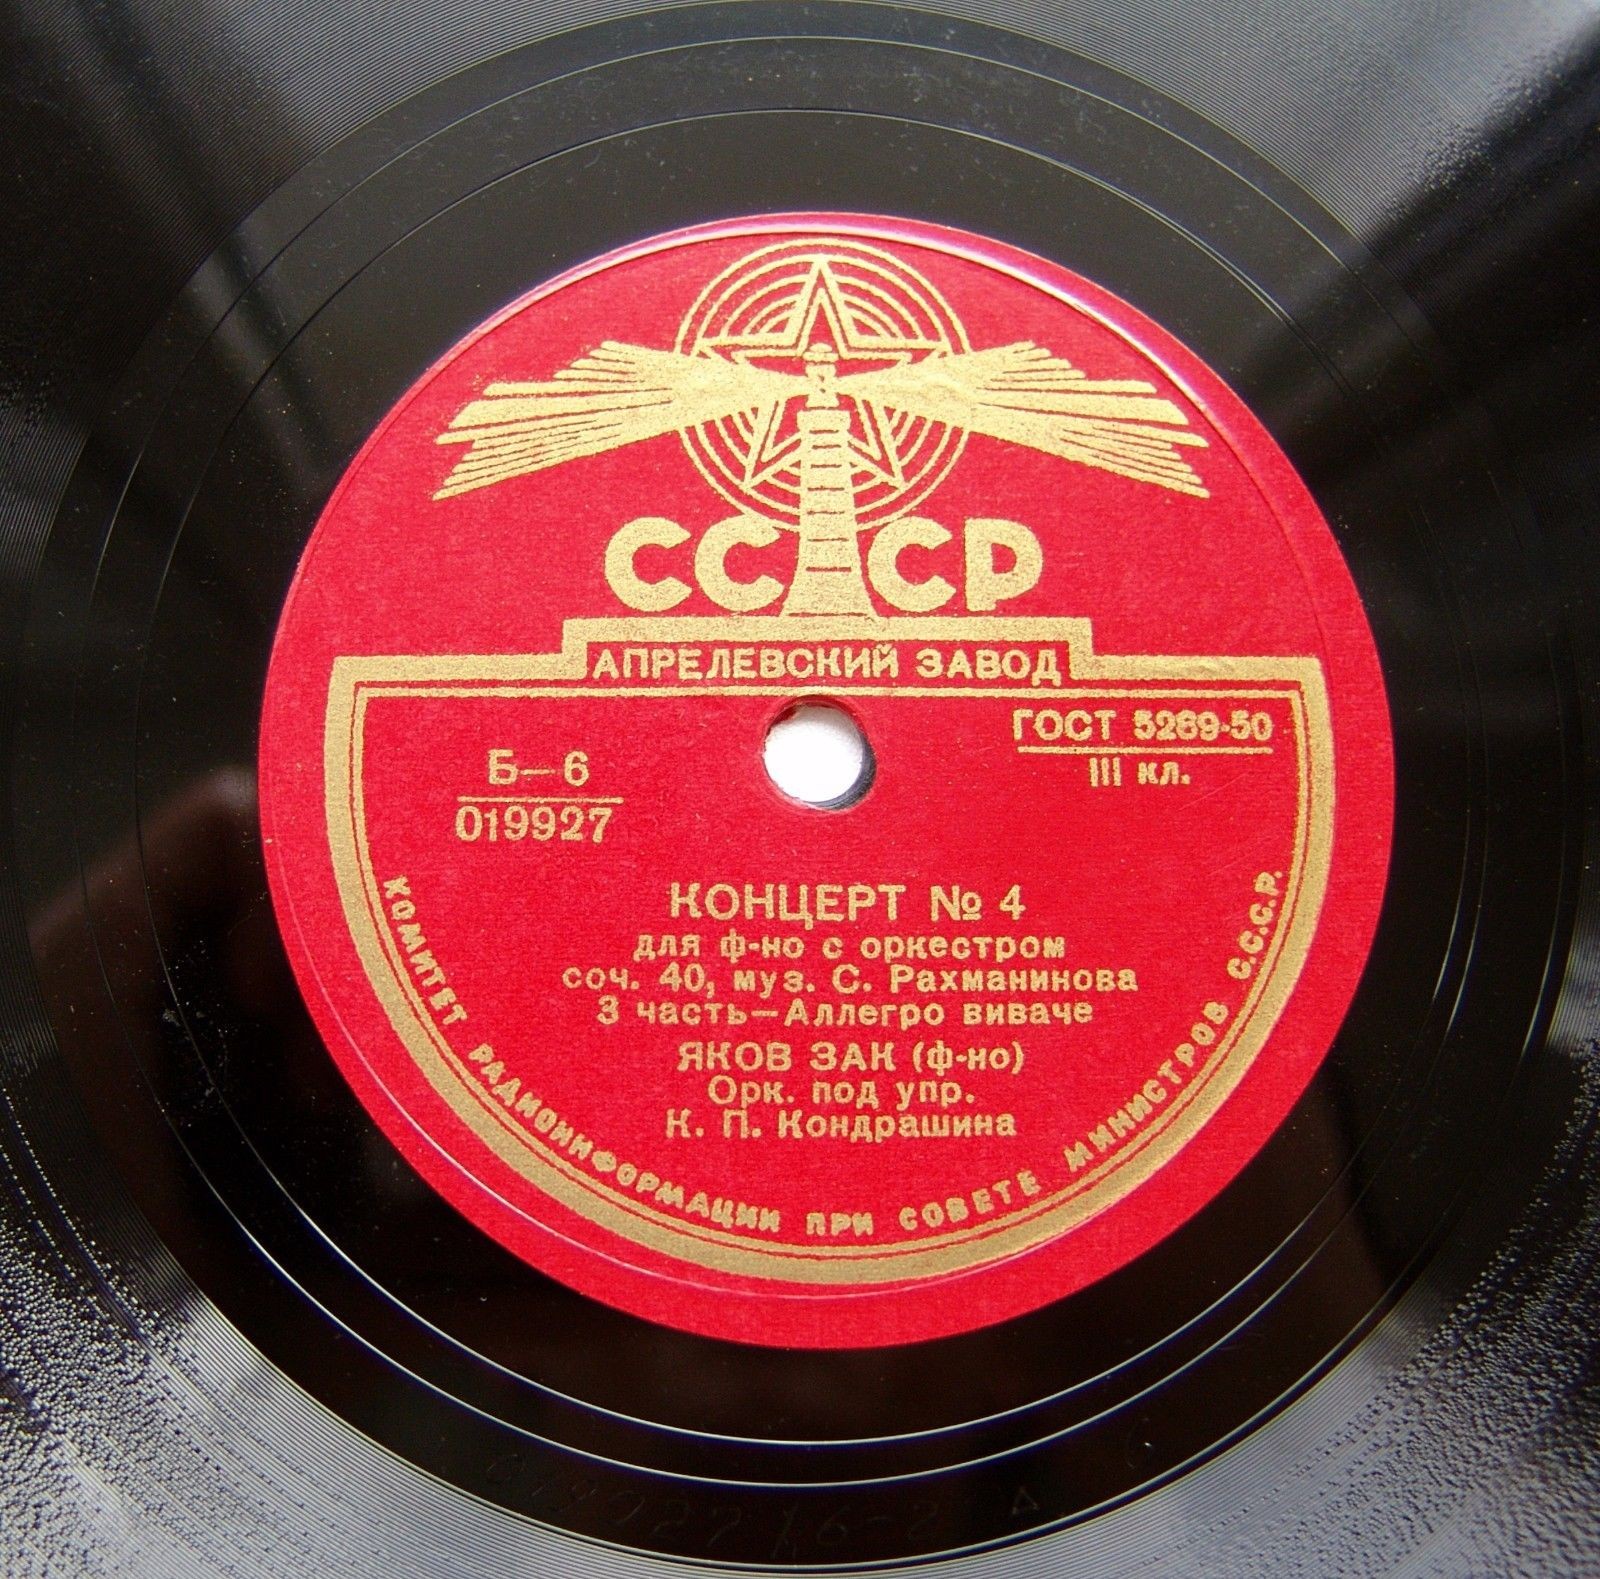 СССР
АПРЕЛЕВСКИЙ ЗАВОД
ГОСТ 5289-50
III кл.
Б—6
019927
КОНЦЕРТ № 4
для ф-но с оркестром
соч. 40, муз. С. Рахманинова
3 часть—Аллегро виваче
ЯКОВ ЗАК (ф-но)
Орк. под упр.
К. П. Кондрашина
КОМИТЕТ РАДИОИНФОРМАЦИИ ПРИ СОВЕТЕ МИНИСТРОВ С.С.С.Р.